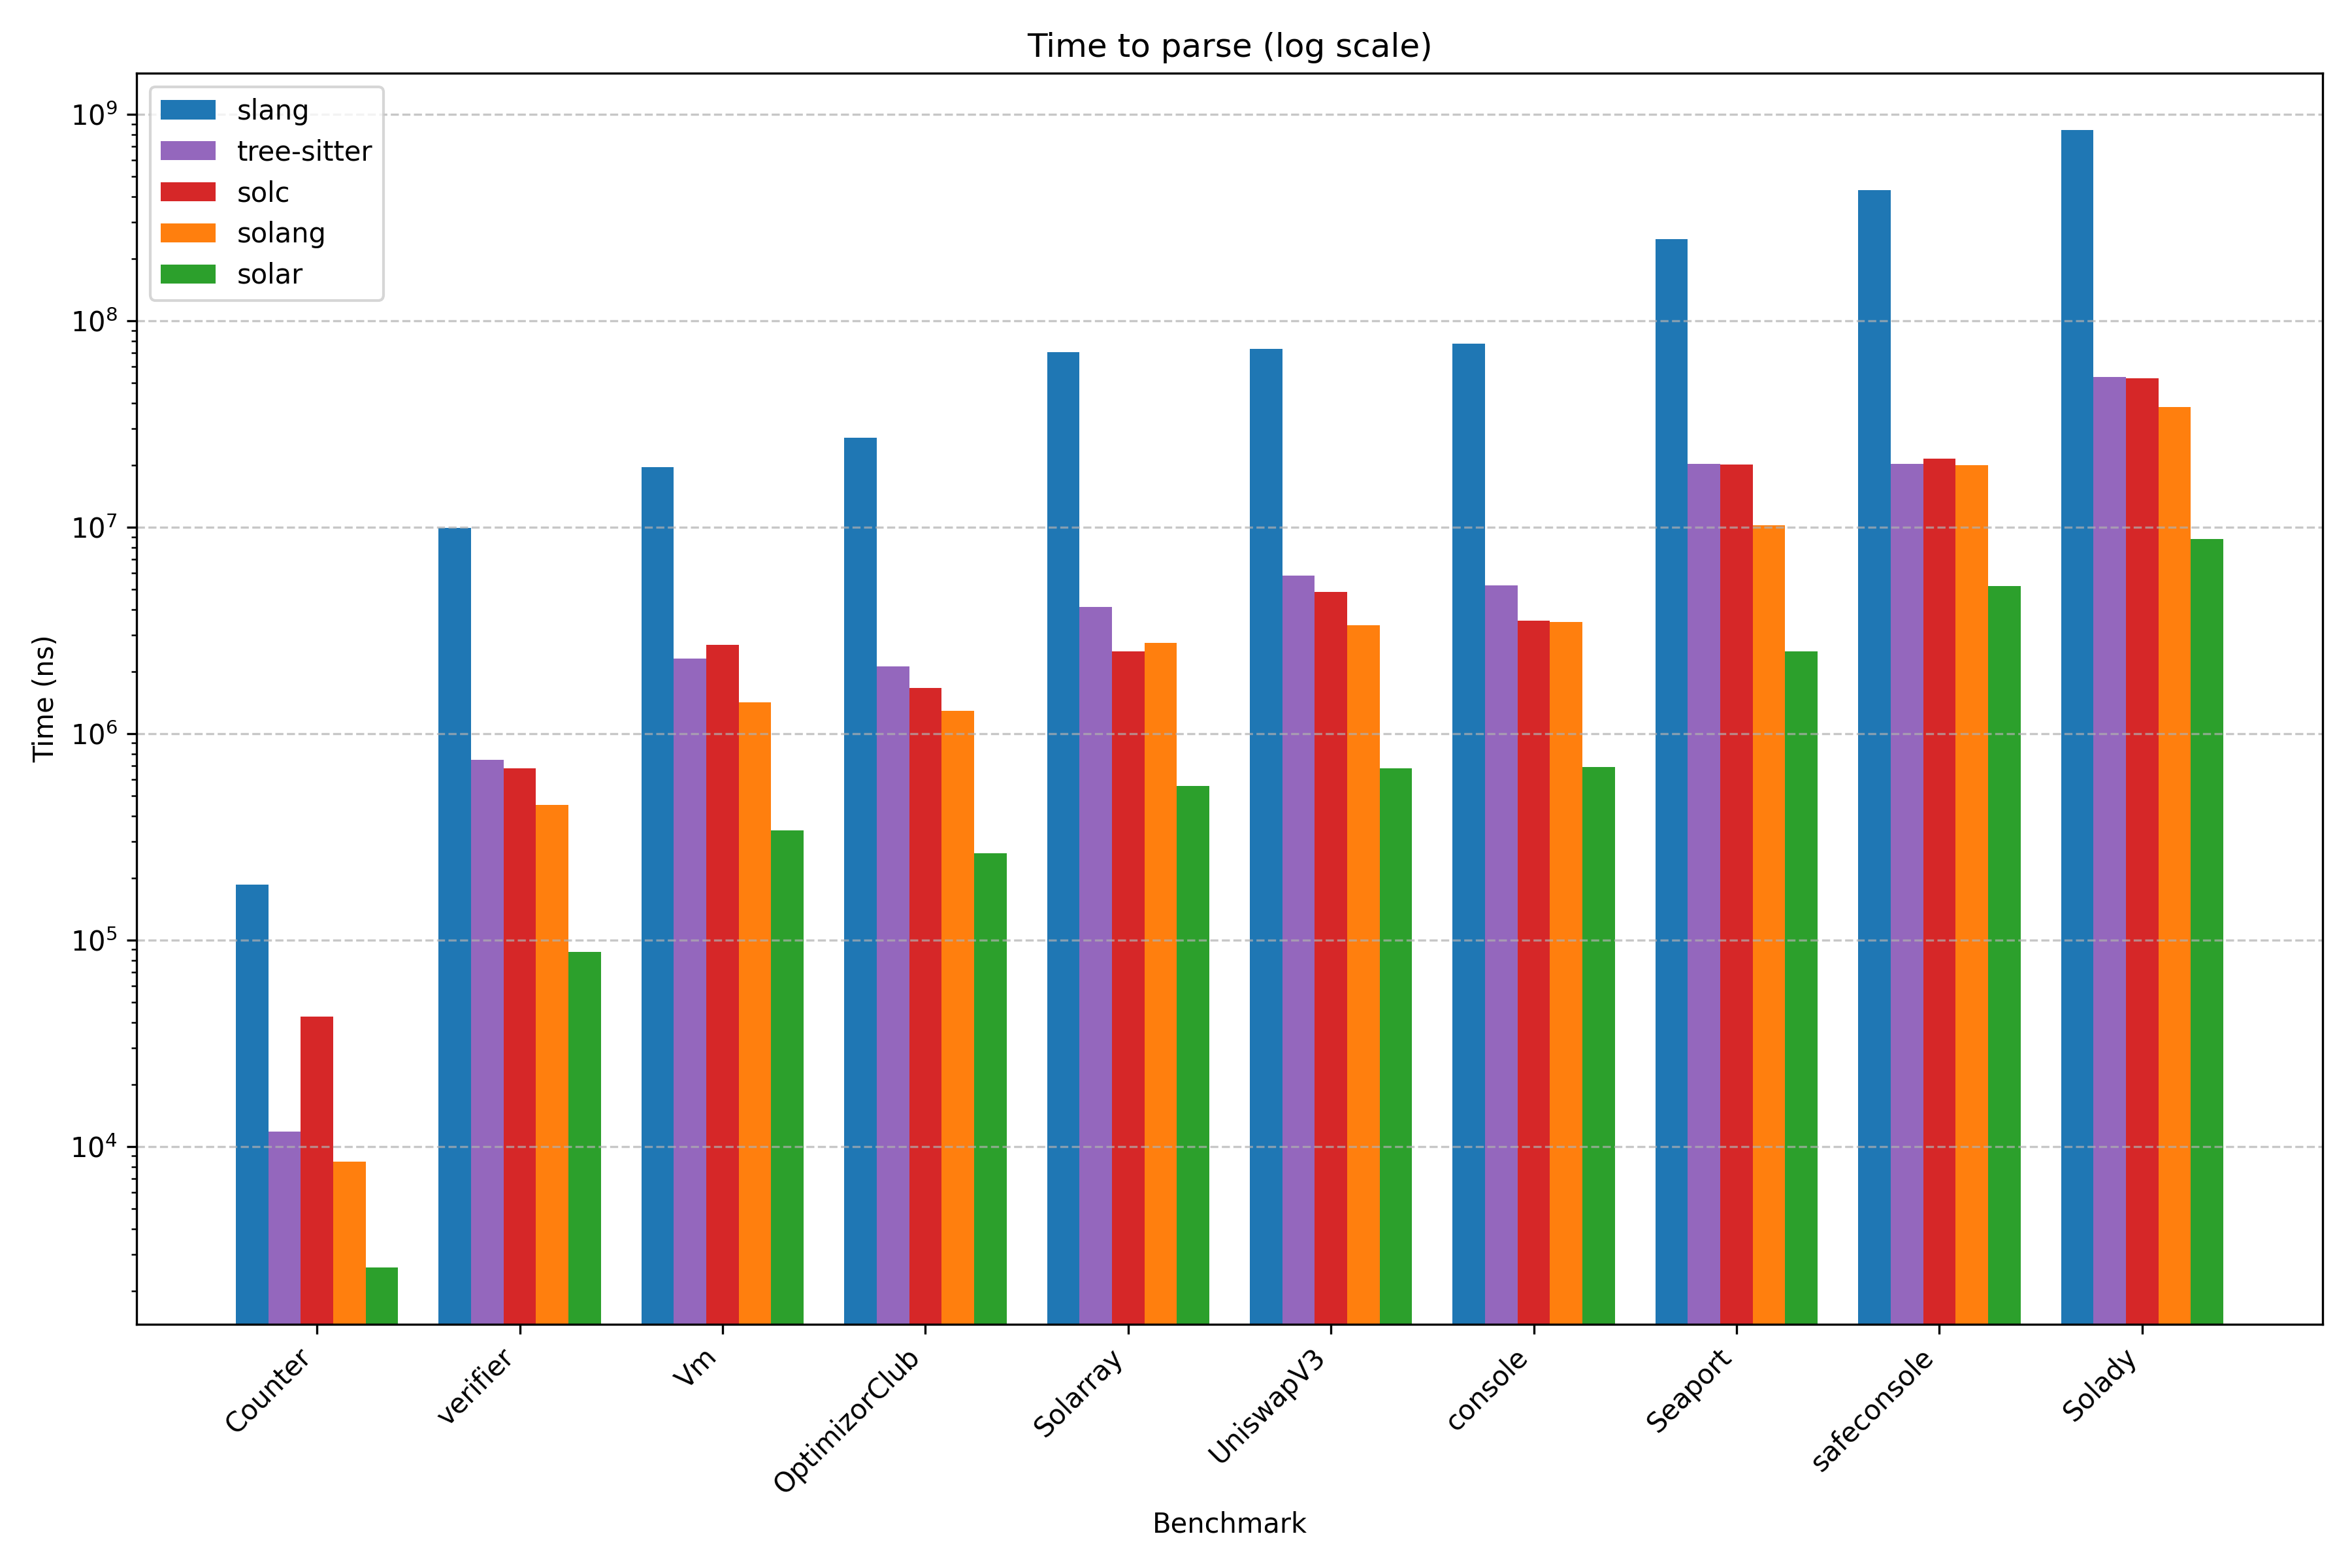 Time to parse (log scale)
slang
tree-sitter
solc
solang
solar
10⁹
10⁸
10⁷
10⁶
10⁵
10⁴
Time (ns)
Counter
verifier
Vm
OptimizorClub
Solarray
UniswapV3
console
Seaport
safeconsole
Solady
Benchmark